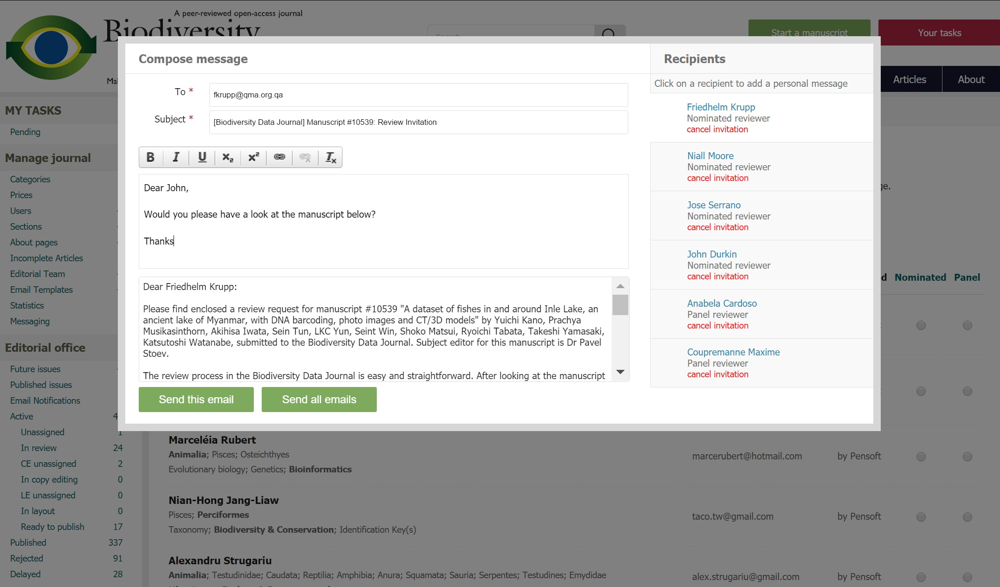 A peer-reviewed open-access journal
Biodiversity
Start a manuscript
Your tasks
Articles
About
MY TASKS
Pending
Manage journal
Categories
Prices
Users
Sections
About pages
Incomplete Articles
Editorial Team
Email Templates
Statistics
Messaging
Editorial office
Future issues
Published issues
Email Notifications
Active 4
Unassigned 1
In review 24
CE unassigned 2
In copy editing 0
LE unassigned 0
In layout 0
Ready to publish 17
Published 337
Rejected 91
Delayed 28
Compose message
To *
fkrupp@qma.org.qa
Subject *
[Biodiversity Data Journal] Manuscript #10539: Review Invitation
B I U x₂ x² Tx
Dear John,
Would you please have a look at the manuscript below?
Thanks
Dear Friedhelm Krupp:
Please find enclosed a review request for manuscript #10539 "A dataset of fishes in and around Inle Lake, an
ancient lake of Myanmar, with DNA barcoding, photo images and CT/3D models" by Yuichi Kano, Prachya
Musikasinthorn, Akihisa Iwata, Sein Tun, LKC Yun, Seint Win, Shoko Matsui, Ryoichi Tabata, Takeshi Yamasaki,
Katsutoshi Watanabe, submitted to the Biodiversity Data Journal. Subject editor for this manuscript is Dr Pavel
Stoev.
The review process in the Biodiversity Data Journal is easy and straightforward. After looking at the manuscript
Send this email
Send all emails
Recipients
Click on a recipient to add a personal message
Friedhelm Krupp
Nominated reviewer
cancel invitation
Niall Moore
Nominated reviewer
cancel invitation
Jose Serrano
Nominated reviewer
cancel invitation
John Durkin
Nominated reviewer
cancel invitation
Anabela Cardoso
Panel reviewer
cancel invitation
Coupremanne Maxime
Panel reviewer
cancel invitation
ge.
d Nominated Panel
Marceléia Rubert
Animalia; Pisces; Osteichthyes
Evolutionary biology; Genetics; Bioinformatics
marcerubert@hotmail.com
by Pensoft
Nian-Hong Jang-Liaw
Pisces; Perciformes
Taxonomy; Biodiversity & Conservation; Identification Key(s)
taco.tw@gmail.com
by Pensoft
Alexandru Strugariu
Animalia; Testudinidae; Caudata; Reptilia; Amphibia; Anura; Squamata; Sauria; Serpentes; Testudines; Emydidae
alex.strugariu@gmail.com
by Pensoft